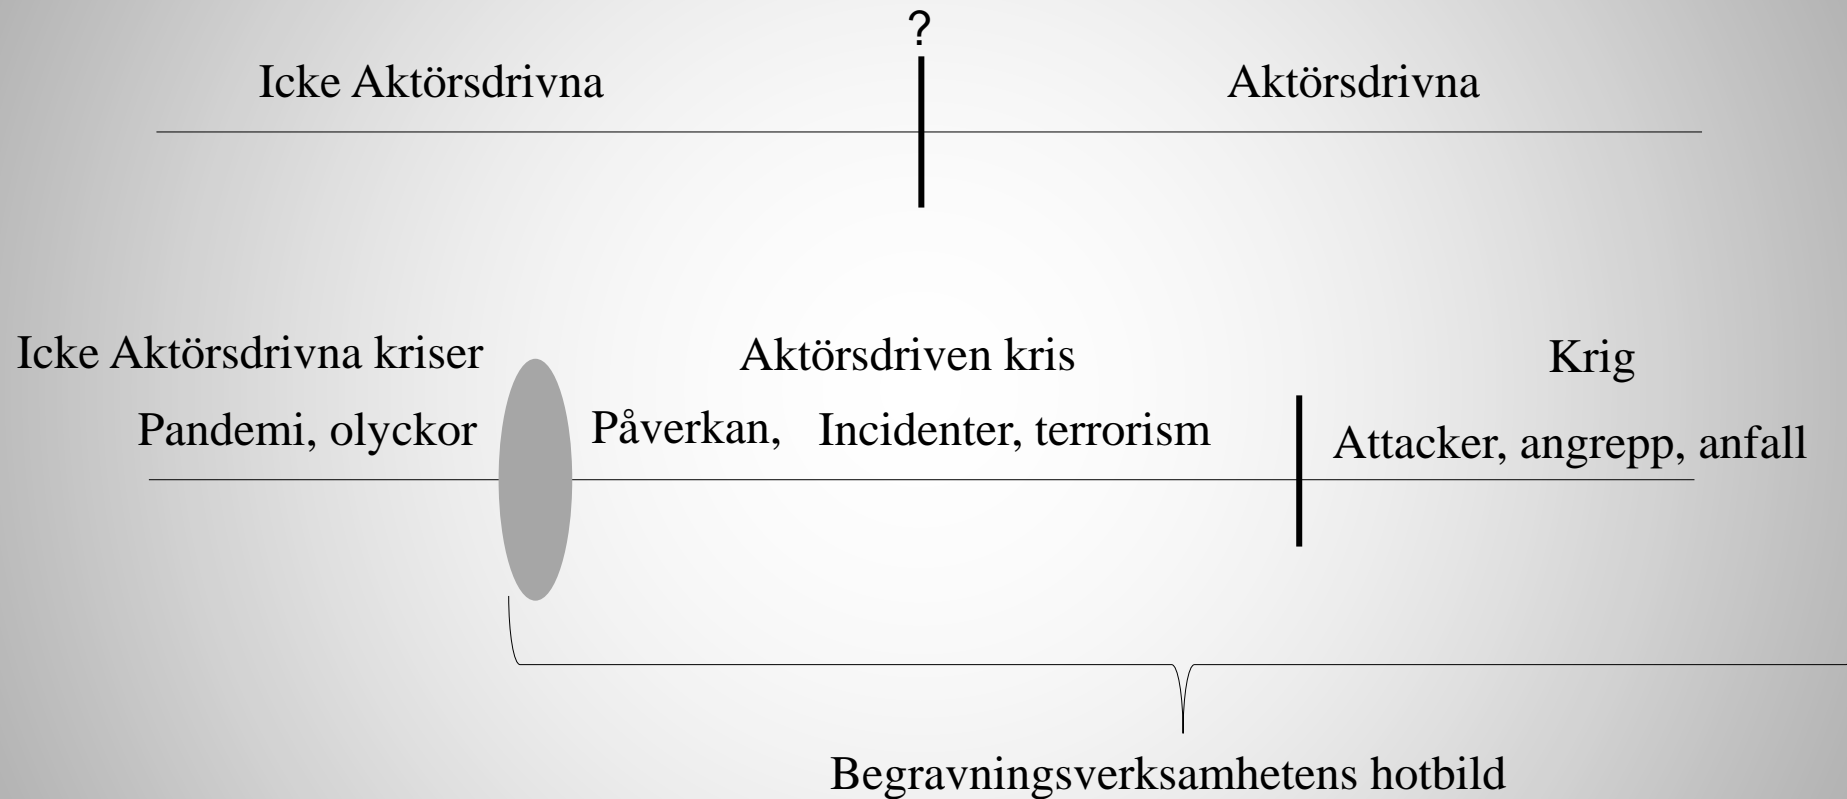 ?
Icke Aktörsdrivna
Aktörsdrivna
Icke Aktörsdrivna kriser
Pandemi, olyckor
Aktörsdriven kris
Påverkan, Incidenter, terrorism
Krig
Attacker, angrepp, anfall
Begravningsverksamhetens hotbild